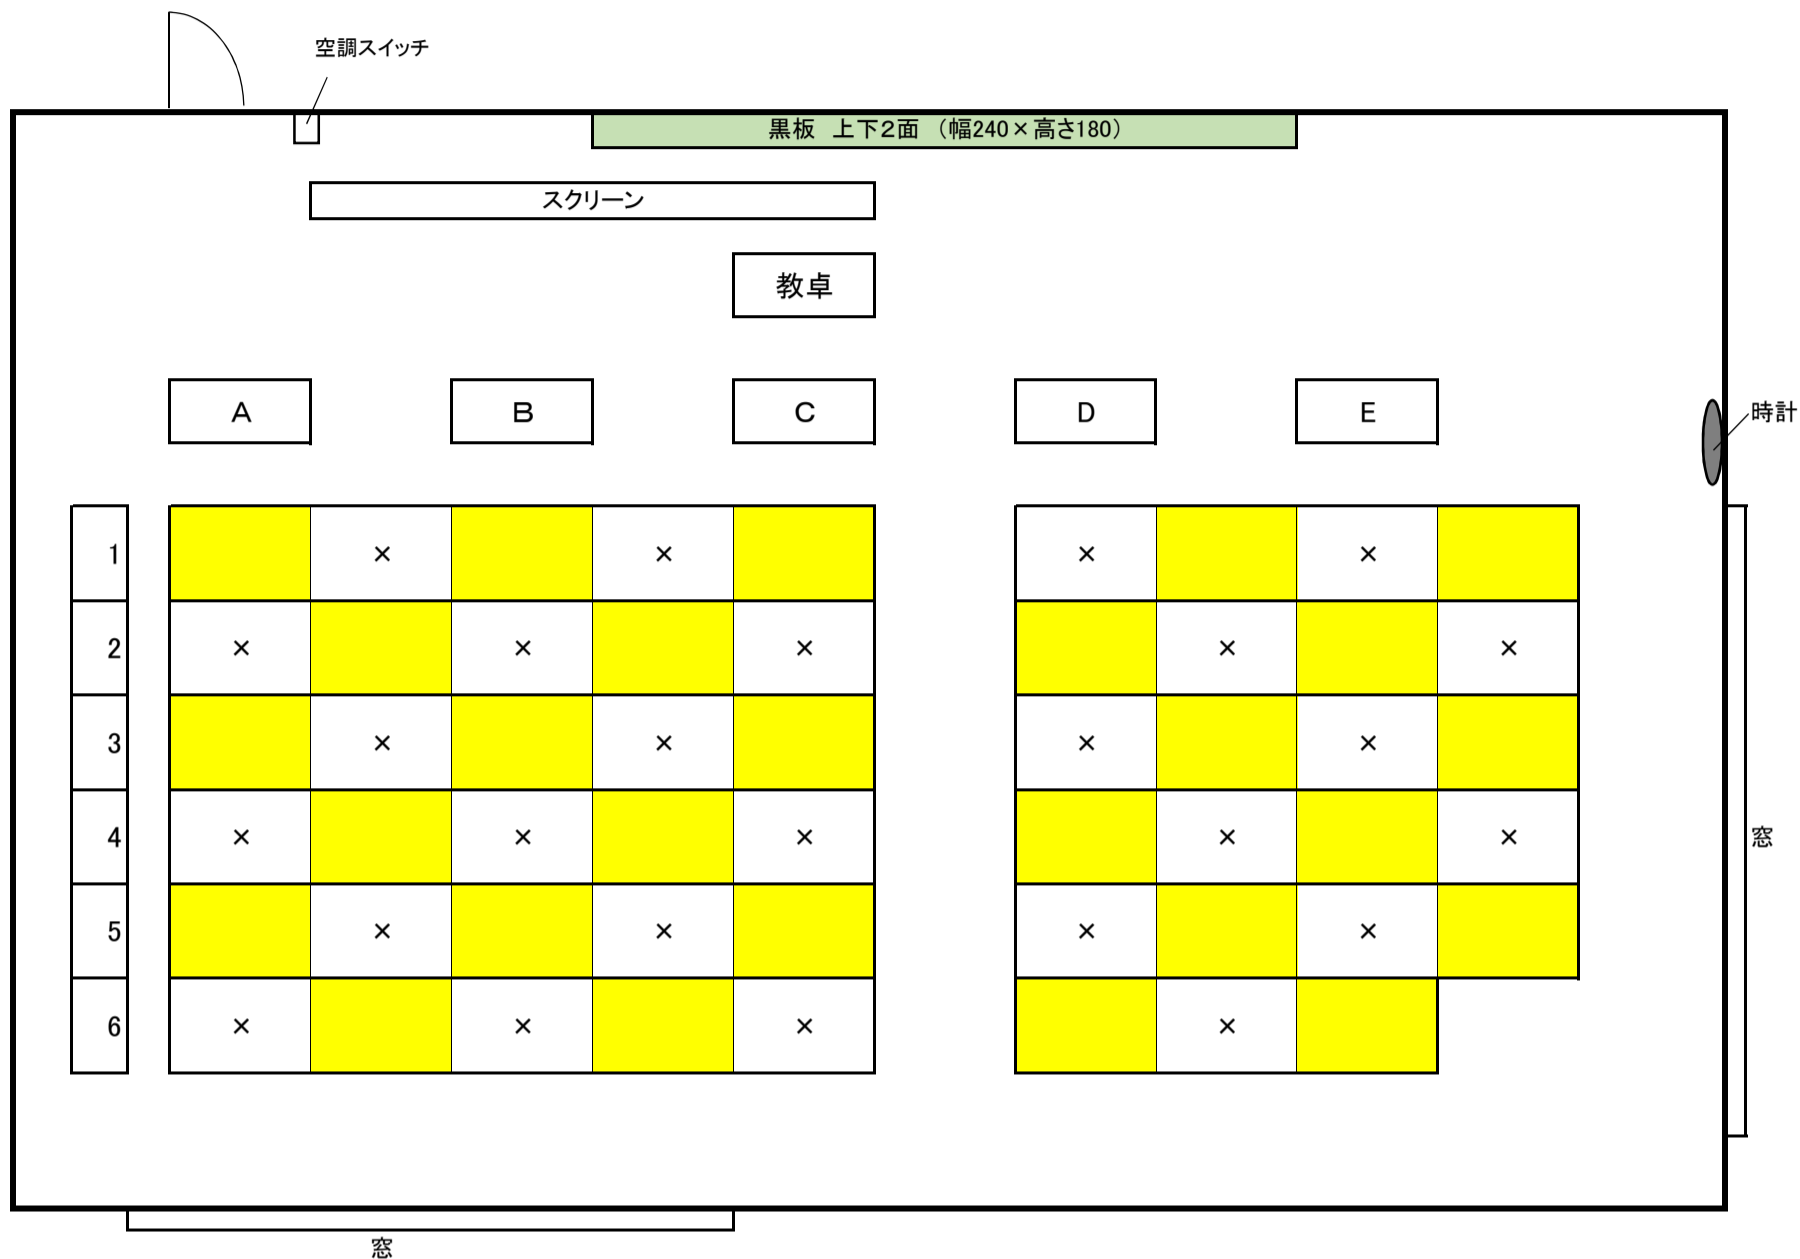 空調スイッチ
黒板 上下２面 （幅240×高さ180）
スクリーン
教卓
A B C D E
時計
1 × × × ×
2 × × × × ×
3 × × × ×
4 × × × × ×
窓
5 × × × ×
6 × × × ×
窓